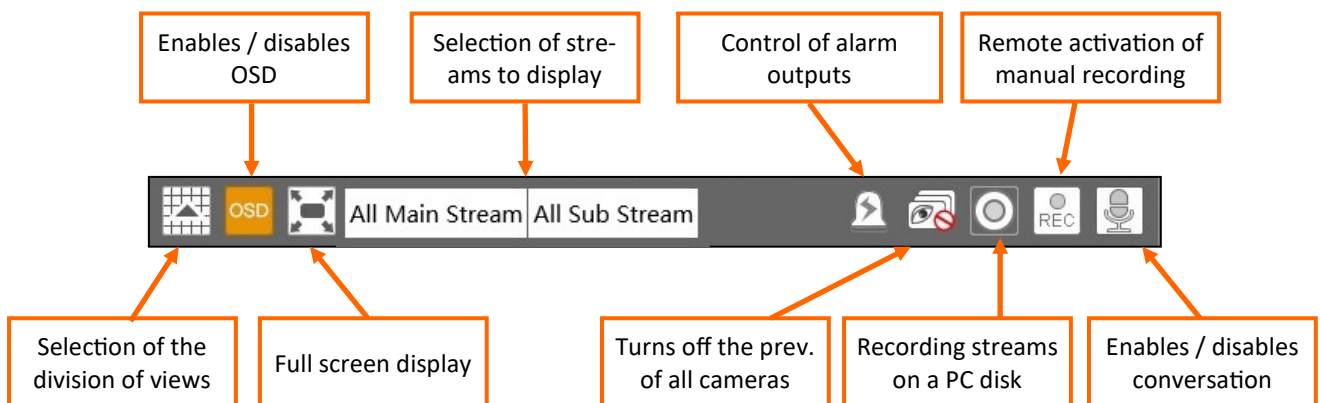 Enables / disables
OSD
Selection of stre-
ams to display
Control of alarm
outputs
Remote activation of
manual recording
OSD
All Main Stream
All Sub Stream
REC
Selection of the
division of views
Full screen display
Turns off the prev.
of all cameras
Recording streams
on a PC disk
Enables / disables
conversation